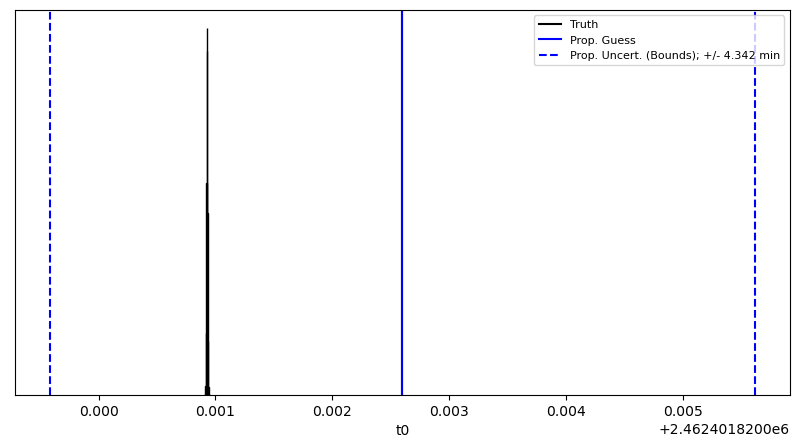 Truth
Prop. Guess
Prop. Uncert. (Bounds); +/- 4.342 min
0.000 0.001 0.002 0.003 0.004 0.005
t0
+2.4624018200e6